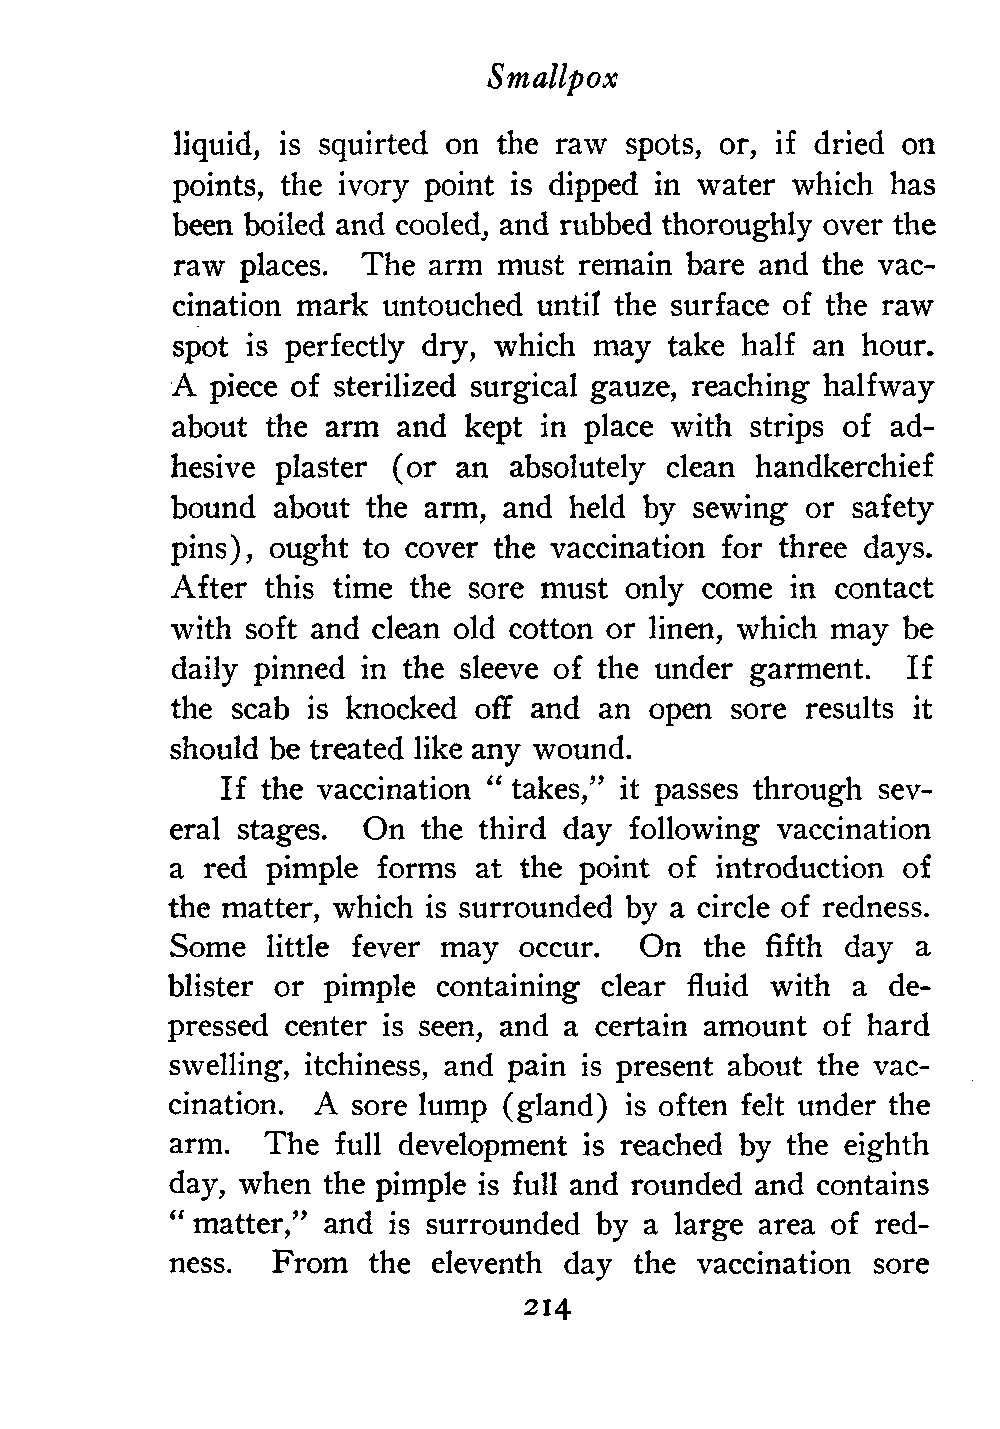 Smallpox
liquid, is squirted on the raw spots, or, if dried on
points, the ivory point is dipped in water which has
been boiled and cooled, and rubbed thoroughly over the
raw places. The arm must remain bare and the vac-
cination mark untouched until the surface of the raw
spot is perfectly dry, which may take half an hour.
A piece of sterilized surgical gauze, reaching halfway
about the arm and kept in place with strips of ad-
hesive plaster (or an absolutely clean handkerchief
bound about the arm, and held by sewing or safety
pins), ought to cover the vaccination for three days.
After this time the sore must only come in contact
with soft and clean old cotton or linen, which may be
daily pinned in the sleeve of the under garment. If
the scab is knocked off and an open sore results it
should be treated like any wound.
If the vaccination “ takes,” it passes through sev-
eral stages. On the third day following vaccination
a red pimple forms at the point of introduction of
the matter, which is surrounded by a circle of redness.
Some little fever may occur. On the fifth day a
blister or pimple containing clear fluid with a de-
pressed center is seen, and a certain amount of hard
swelling, itchiness, and pain is present about the vac-
cination. A sore lump (gland) is often felt under the
arm. The full development is reached by the eighth
day, when the pimple is full and rounded and contains
“ matter,” and is surrounded by a large area of red-
ness. From the eleventh day the vaccination sore
214